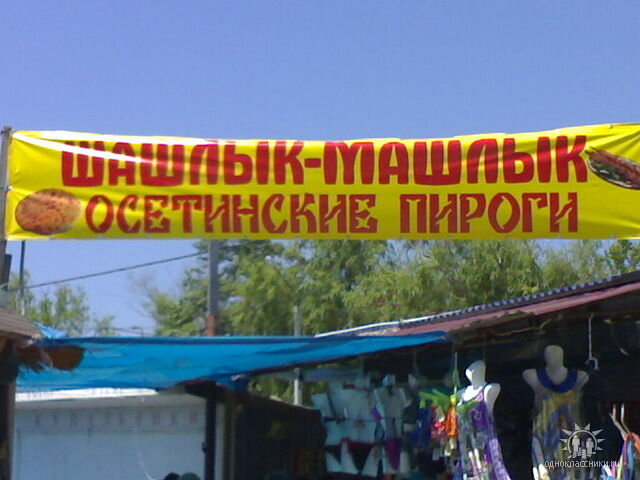 ШАШЛЫК-МАШЛЫК
ОСЕТИНСКИЕ ПИРОГИ
одноклассники.ru